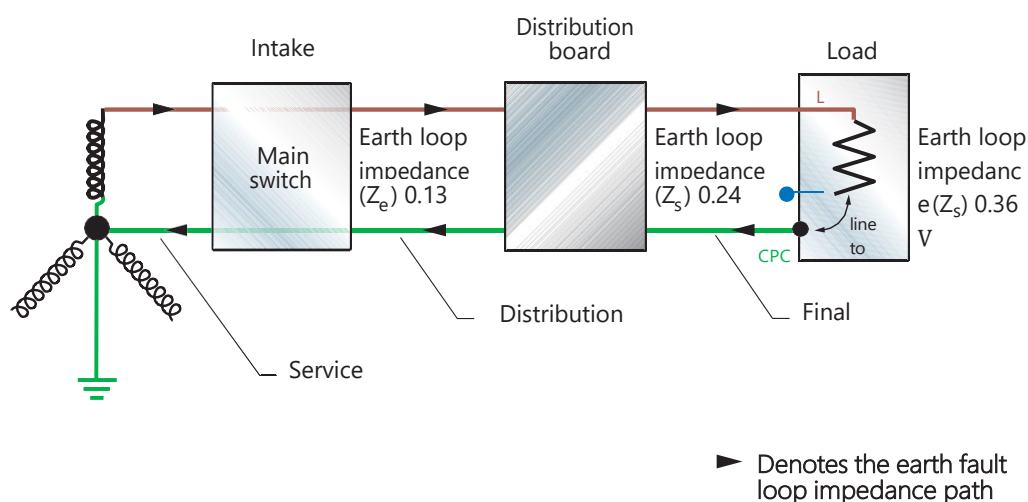 Intake
Distribution
board
Load
Main
switch
Earth loop
impedance
(Zₑ) 0.13
Earth loop
impedance
(Zₛ) 0.24
L
line
to
CPC
Earth loop
impedanc
e (Zₛ) 0.36
V
Service
Distribution
Final
Denotes the earth fault
loop impedance path